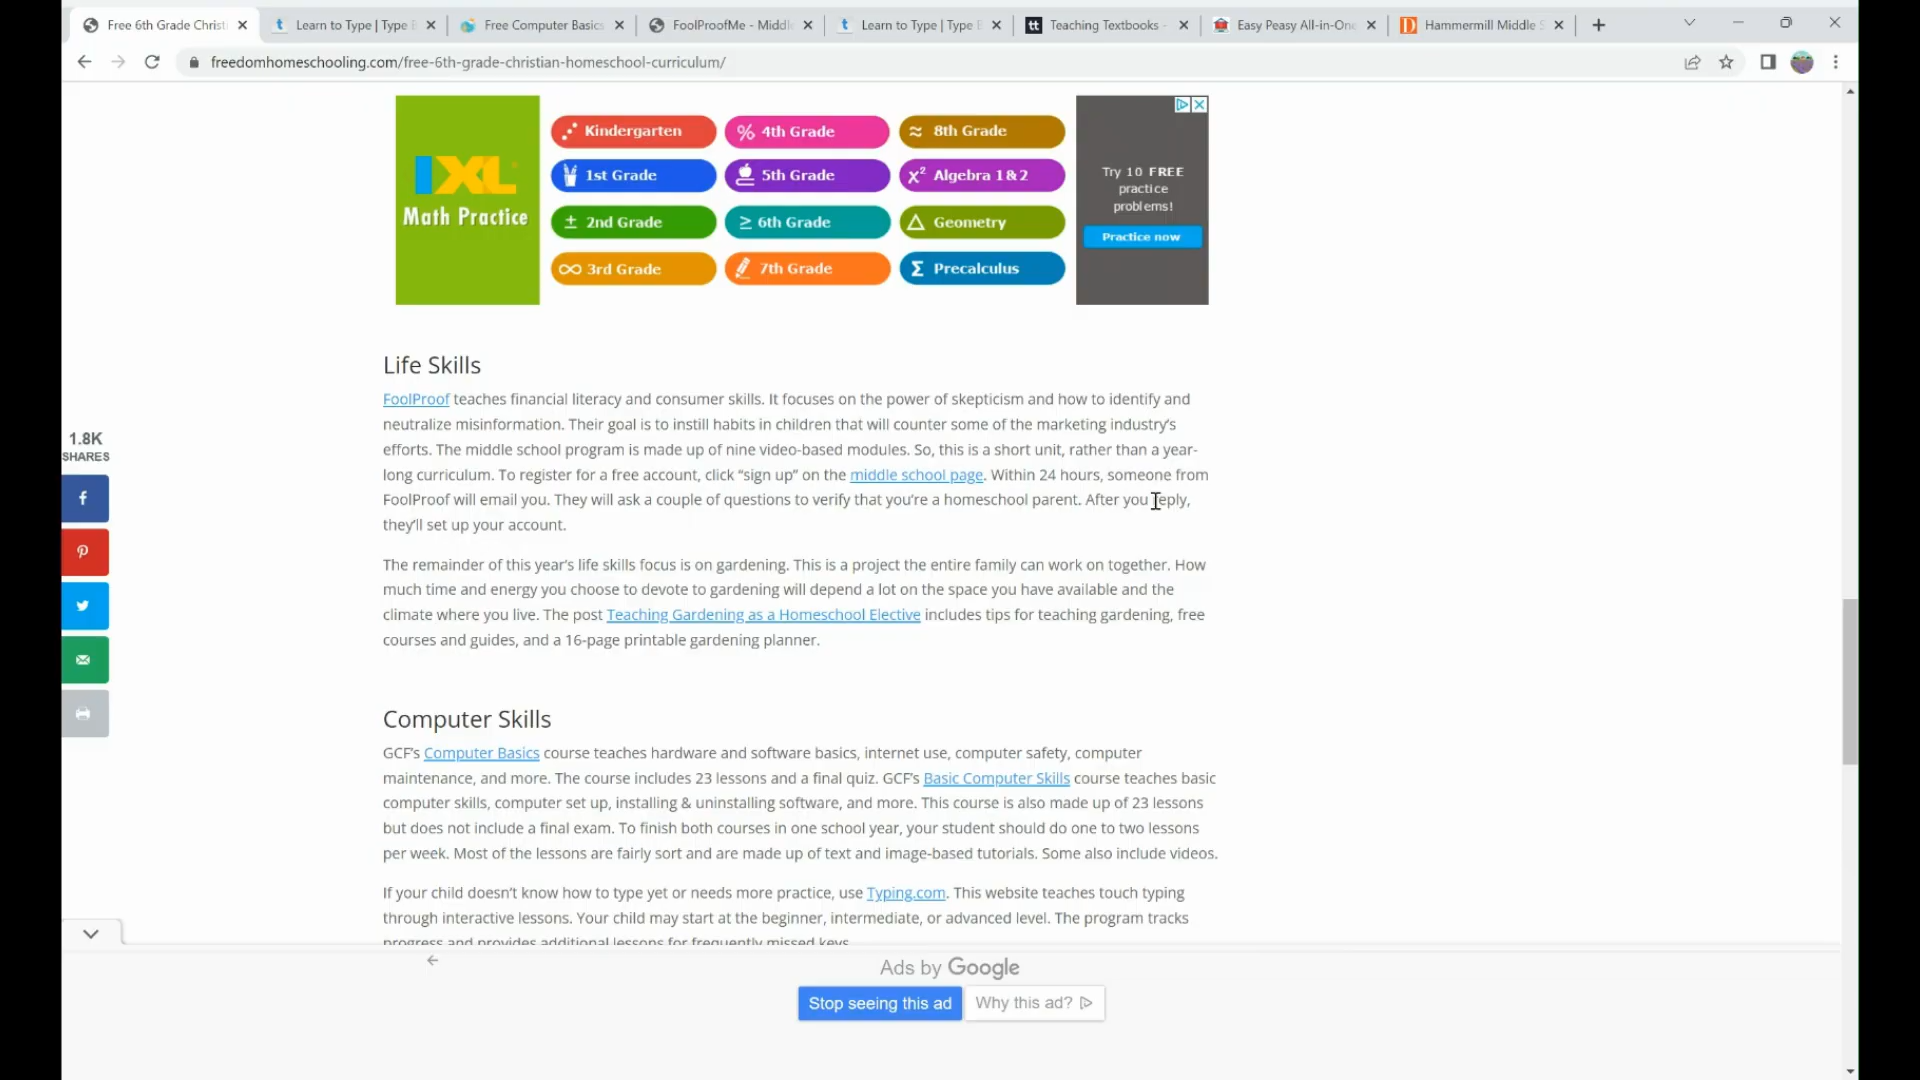 Free 6th Grade Christi
Learn to Type | Type B
Free Computer Basics
FoolProofMe - Middle
Learn to Type | Type B
Teaching Textbooks -
Easy Peasy All-in-One
Hammermill Middle S
freedomhomeschooling.com/free-6th-grade-christian-homeschool-curriculum/
IXL
Math Practice
Kindergarten
4th Grade
8th Grade
1st Grade
5th Grade
Algebra 1&2
2nd Grade
6th Grade
Geometry
3rd Grade
7th Grade
Precalculus
Try 10 FREE
practice
problems!
Practice now
Life Skills
FoolProof teaches financial literacy and consumer skills. It focuses on the power of skepticism and how to identify and
neutralize misinformation. Their goal is to instill habits in children that will counter some of the marketing industry's
efforts. The middle school program is made up of nine video-based modules. So, this is a short unit, rather than a year-
long curriculum. To register for a free account, click “sign up” on the middle school page. Within 24 hours, someone from
FoolProof will email you. They will ask a couple of questions to verify that you're a homeschool parent. After you reply,
they'll set up your account.
The remainder of this year's life skills focus is on gardening. This is a project the entire family can work on together. How
much time and energy you choose to devote to gardening will depend a lot on the space you have available and the
climate where you live. The post Teaching Gardening as a Homeschool Elective includes tips for teaching gardening, free
courses and guides, and a 16-page printable gardening planner.
1.8K
SHARES
Computer Skills
GCF's Computer Basics course teaches hardware and software basics, internet use, computer safety, computer
maintenance, and more. The course includes 23 lessons and a final quiz. GCF's Basic Computer Skills course teaches basic
computer skills, computer set up, installing & uninstalling software, and more. This course is also made up of 23 lessons
but does not include a final exam. To finish both courses in one school year, your student should do one to two lessons
per week. Most of the lessons are fairly sort and are made up of text and image-based tutorials. Some also include videos.
If your child doesn't know how to type yet or needs more practice, use Typing.com. This website teaches touch typing
through interactive lessons. Your child may start at the beginner, intermediate, or advanced level. The program tracks
progress and provides additional lessons for frequently missed keys.
Ads by Google
Stop seeing this ad
Why this ad?